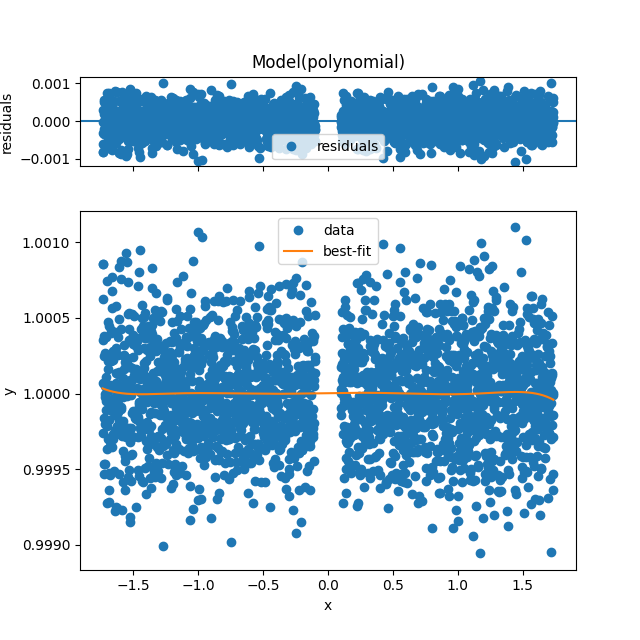 Model(polynomial)
0.001
0.000
−0.001
residuals
residuals
data
best-fit
1.0010
1.0005
1.0000
0.9995
0.9990
y
−1.5
−1.0
−0.5
0.0
0.5
1.0
1.5
x